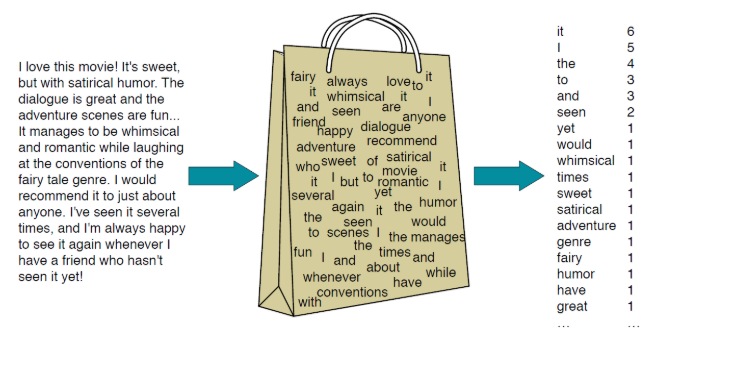 I love this movie! It's sweet,
but with satirical humor. The
dialogue is great and the
adventure scenes are fun...
It manages to be whimsical
and romantic while laughing
at the conventions of the
fairy tale genre. I would
recommend it to just about
anyone. I've seen it several
times, and I'm always happy
to see it again whenever I
have a friend who hasn't
seen it yet!
fairy always love to it
it whimsical it I
and seen are anyone
friend happy dialogue
adventure recommend
who sweet of satirical
it I but to movie it
romantic I
several yet
again it the humor
the seen would
to scenes I the manages
fun I and the times and
about
whenever have while
conventions
with
it 6
I 5
the 4
to 3
and 3
seen 2
yet 1
would 1
whimsical 1
times 1
sweet 1
satirical 1
adventure 1
genre 1
fairy 1
humor 1
have 1
great 1
... ...